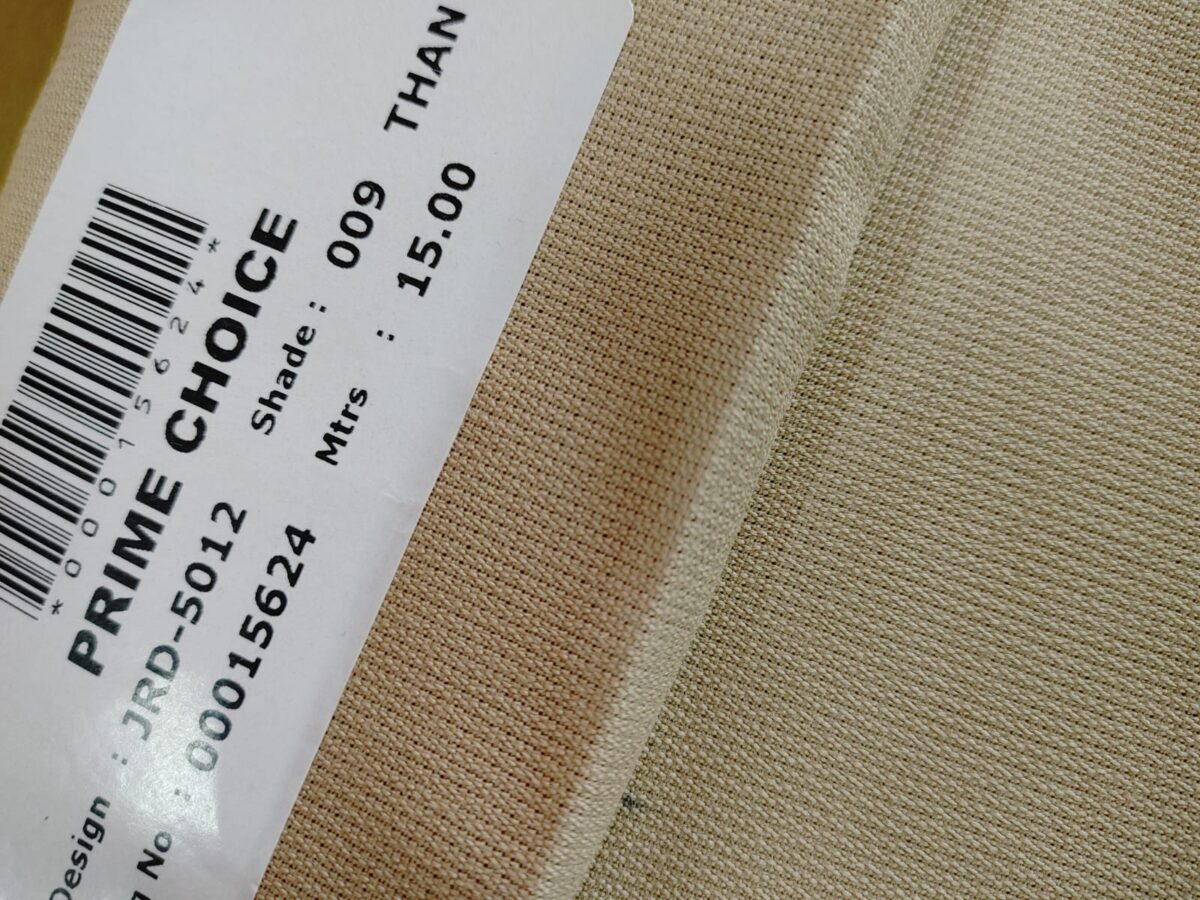 *00015624*
PRIME CHOICE
Design : JRD-5012 Shade : 009 THAN
No : 00015624 Mtrs : 15.00